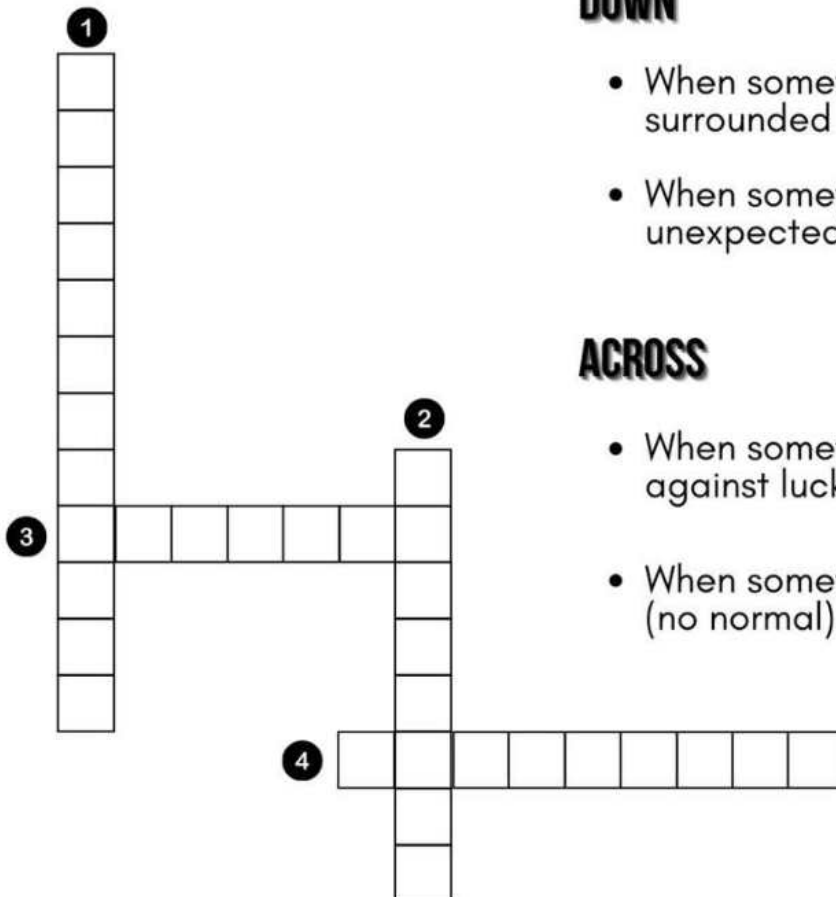 DOWN
• When some
surrounded
• When some
unexpected
ACROSS
• When some
against luck
• When some
(no normal)
1
2
3
4